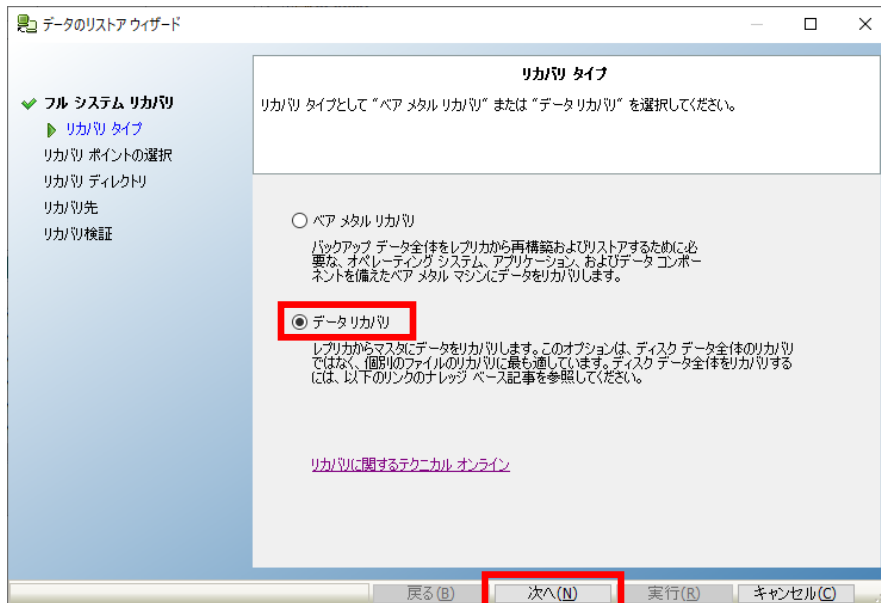 データのリストア ウィザード
フル システム リカバリ
リカバリ タイプ
リカバリ ポイントの選択
リカバリ ディレクトリ
リカバリ先
リカバリ検証
リカバリ タイプ
リカバリ タイプとして "ベア メタル リカバリ" または "データ リカバリ" を選択してください。
ベア メタル リカバリ
バックアップ データ全体をレプリカから再構築およびリストアするために必
要な、オペレーティング システム、アプリケーション、およびデータ コンポー
ネントを備えたベア メタル マシンにデータをリカバリします。
データ リカバリ
レプリカからマスタにデータをリカバリします。このオプションは、ディスク データ全体のリカバリ
ではなく、個別のファイルのリカバリに最も適しています。ディスク データ全体をリカバリする
には、以下のリンクのナレッジ ベース記事を参照してください。
リカバリに関するテクニカル オンライン
戻る(B)
次へ(N)
実行(R)
キャンセル(C)